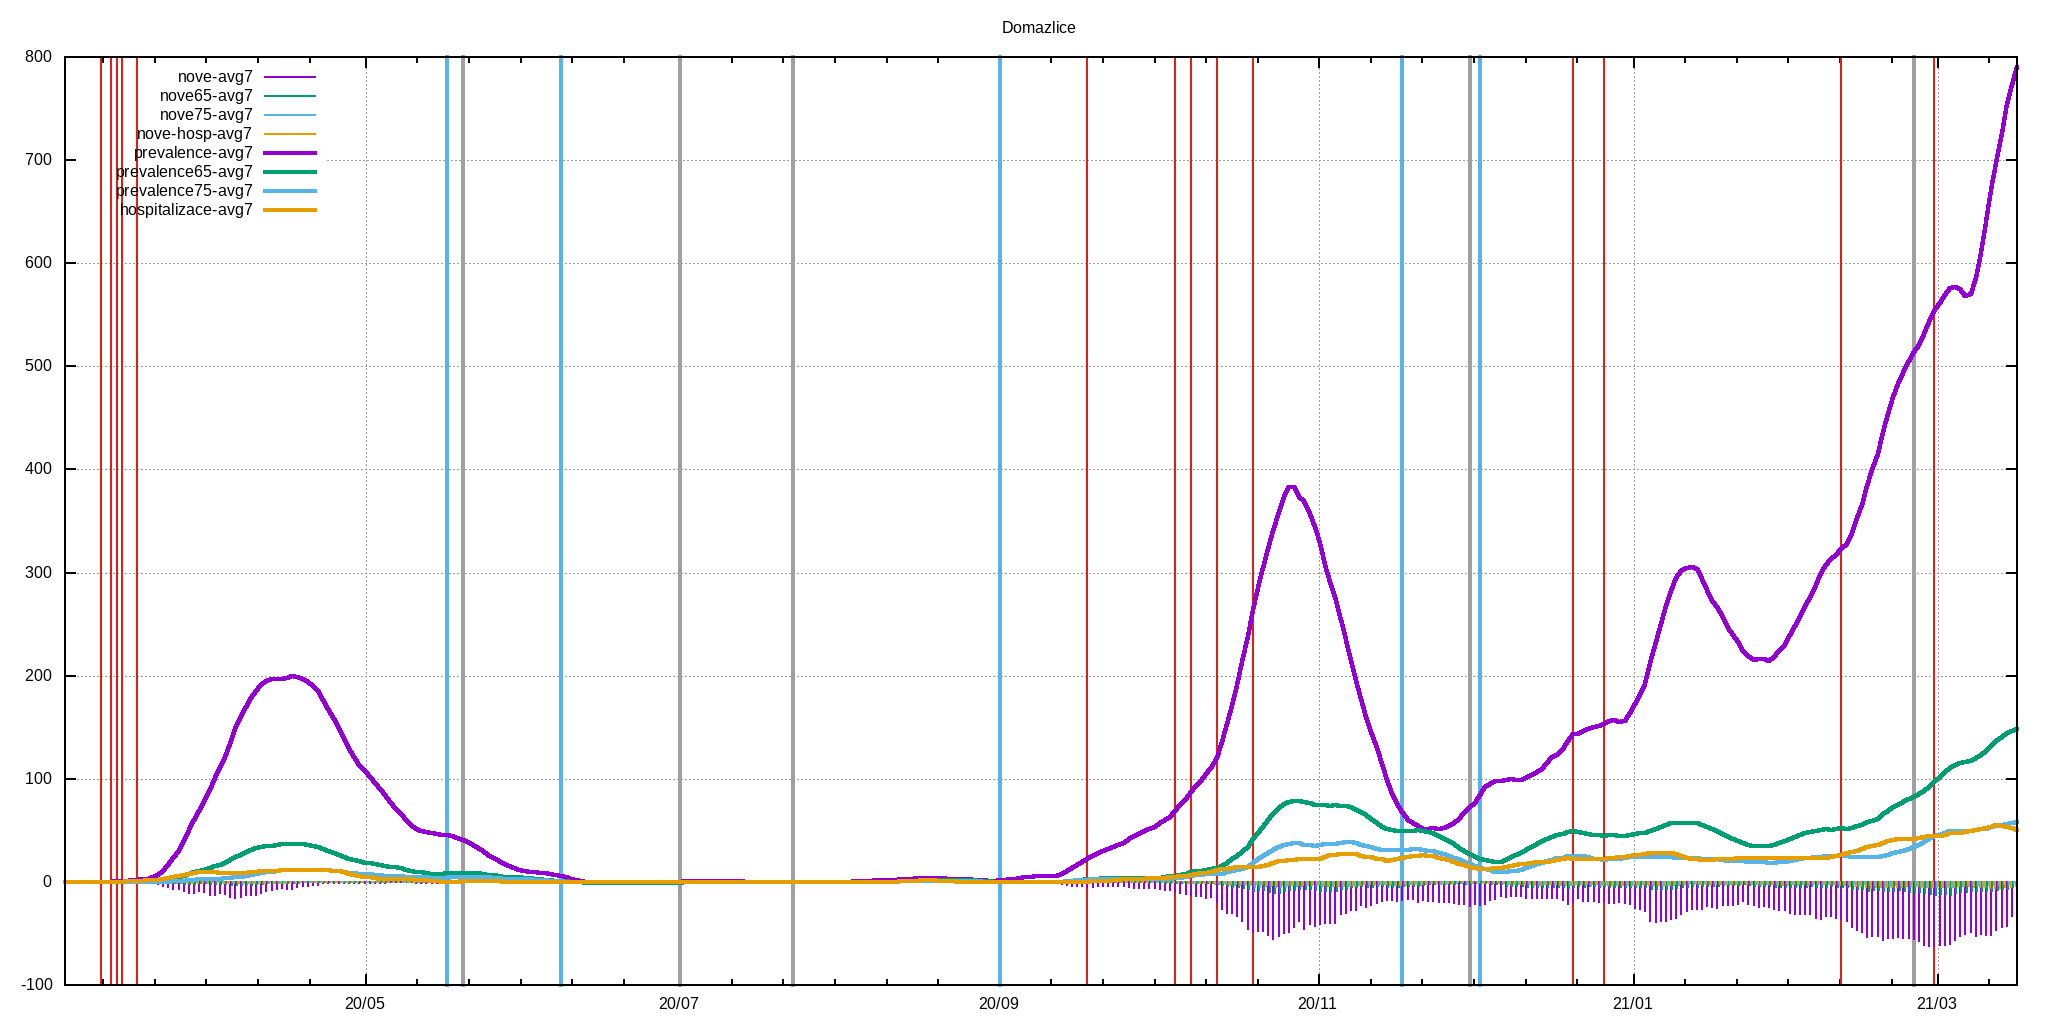 Domazlice
800
700
600
500
400
300
200
100
0
-100
nove-avg7
nove65-avg7
nove75-avg7
nove-hosp-avg7
prevalence-avg7
prevalence65-avg7
prevalence75-avg7
hospitalizace-avg7
20/05 20/07 20/09 20/11 21/01 21/03